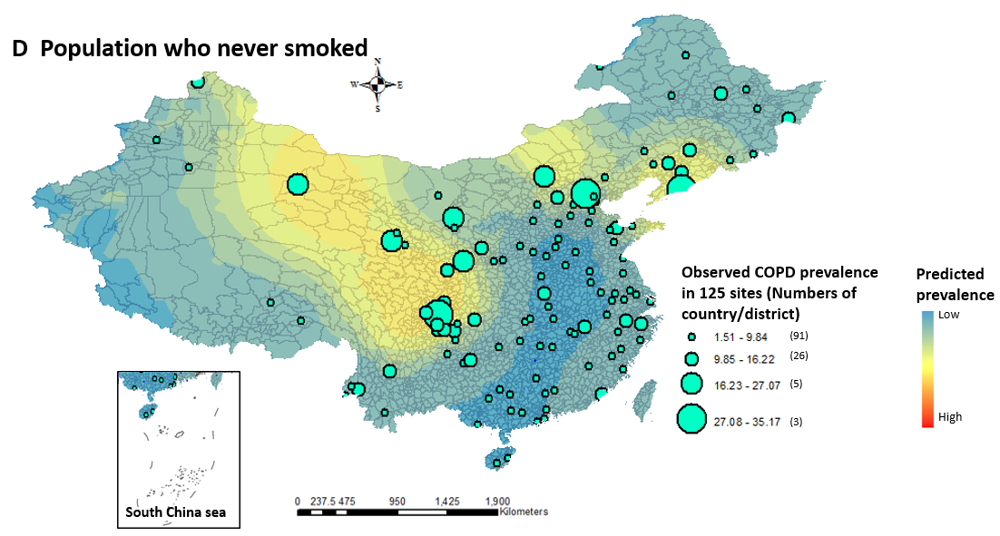 D Population who never smoked
N
W
E
S
Observed COPD prevalence
in 125 sites (Numbers of
country/district)
1.51 - 9.84 (91)
9.85 - 16.22 (26)
16.23 - 27.07 (5)
27.08 - 35.17 (3)
Predicted
prevalence
Low
High
South China sea
0 237.5 475 950 1,425 1,900
Kilometers